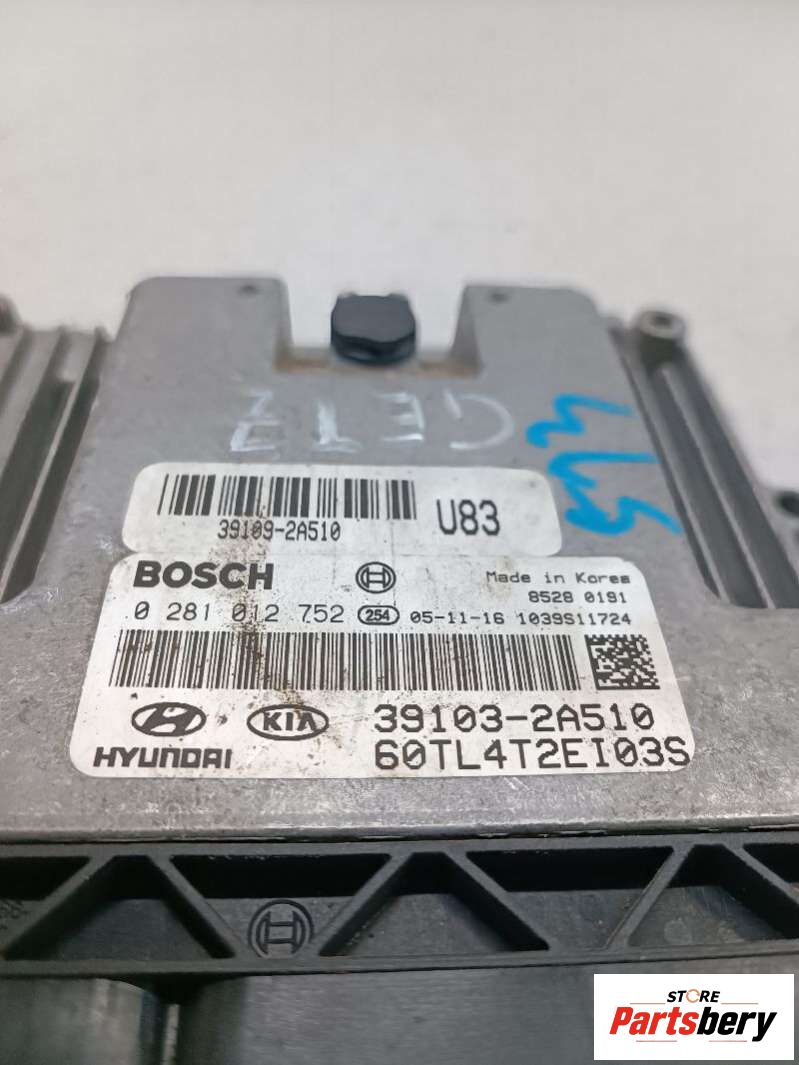 GETZ
39109-2A510 U83
BOSCH Made in Korea
8528 0191
0 281 012 752 254 05-11-16 1039S11724
KIA 39103-2A510
HYUNDAI 60TL4T2EI03S
STORE
Partsbery